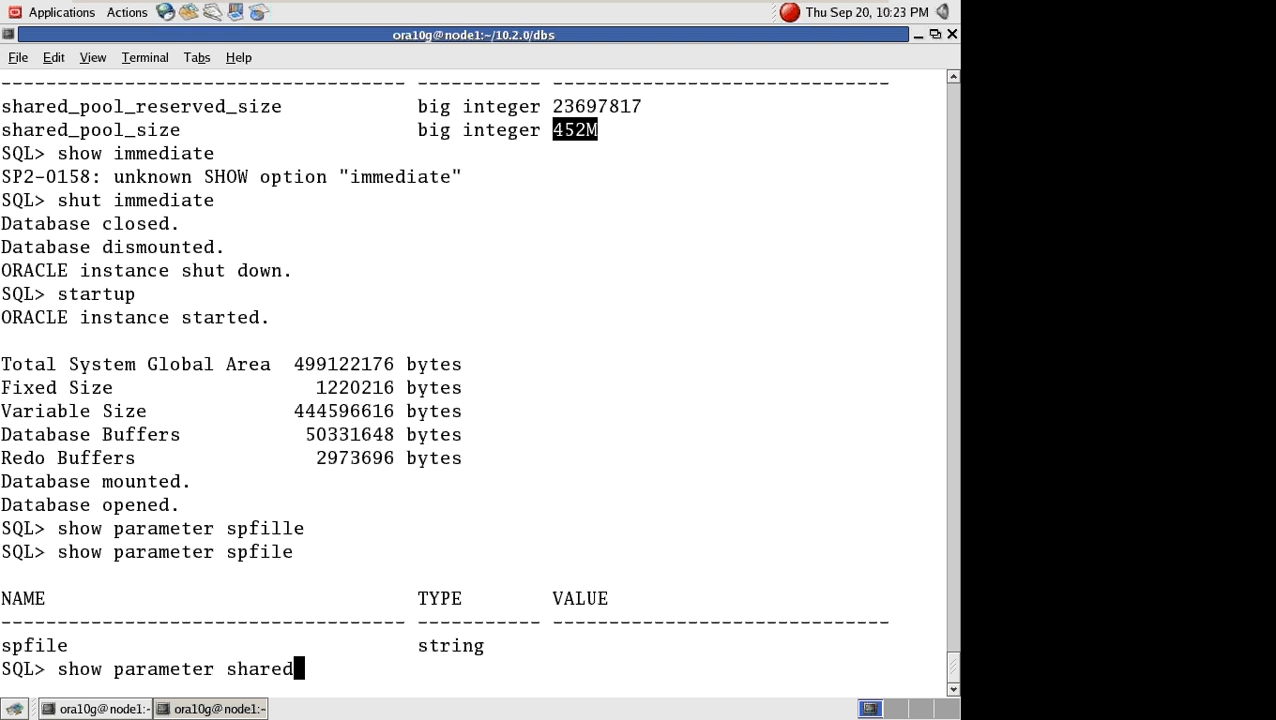 Applications Actions Thu Sep 20, 10:23 PM
ora10g@node1:~/10.2.0/dbs
File Edit View Terminal Tabs Help
------------------------------------ ----------- ------------------------------
shared_pool_reserved_size big integer 23697817
shared_pool_size big integer 452M
SQL> show immediate
SP2-0158: unknown SHOW option "immediate"
SQL> shut immediate
Database closed.
Database dismounted.
ORACLE instance shut down.
SQL> startup
ORACLE instance started.
Total System Global Area 499122176 bytes
Fixed Size 1220216 bytes
Variable Size 444596616 bytes
Database Buffers 50331648 bytes
Redo Buffers 2973696 bytes
Database mounted.
Database opened.
SQL> show parameter spfille
SQL> show parameter spfile
NAME TYPE VALUE
------------------------------------ ----------- ------------------------------
spfile string
SQL> show parameter shared
ora10g@node1:- ora10g@node1:-